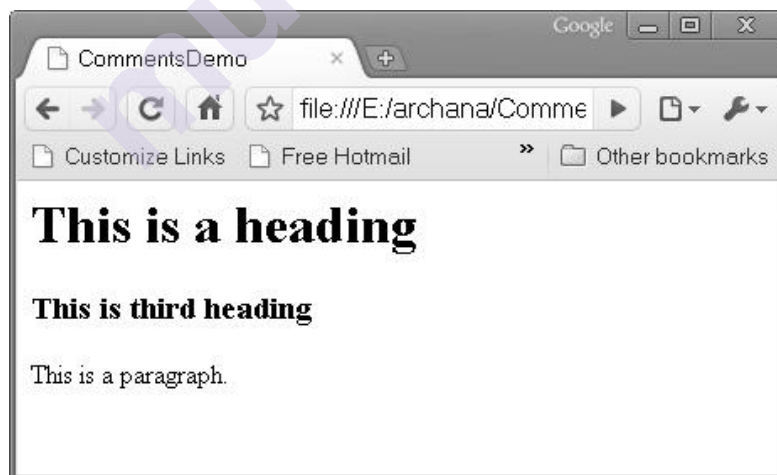 Google
CommentsDemo
file:///E:/archana/Comme
Customize Links Free Hotmail » Other bookmarks
This is a heading
This is third heading
This is a paragraph.